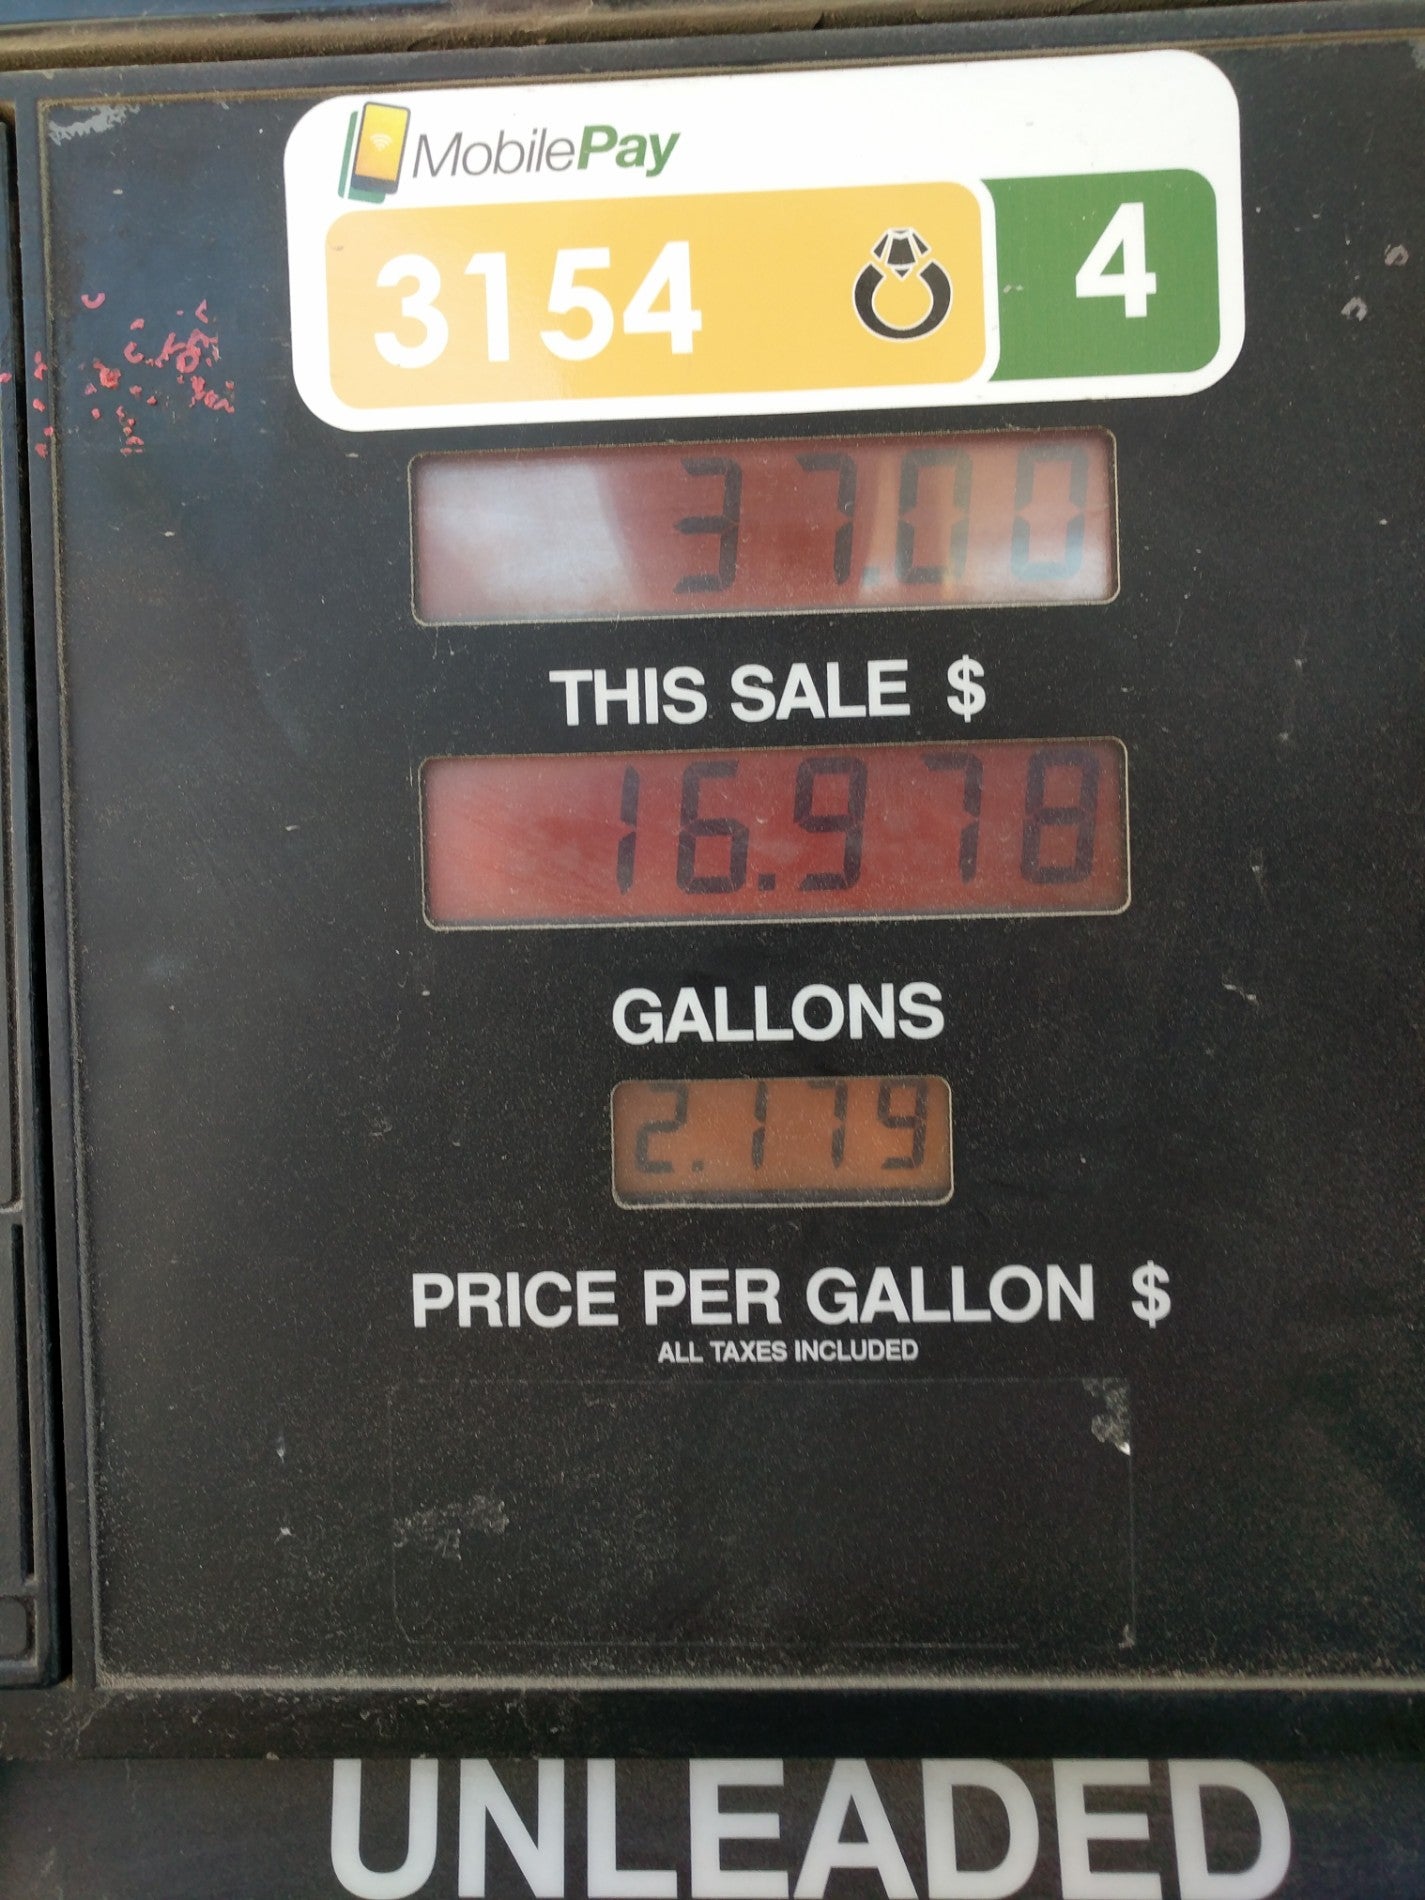 MobilePay
3154 4
37.00
THIS SALE $
16.978
GALLONS
2.179
PRICE PER GALLON $
ALL TAXES INCLUDED
UNLEADED